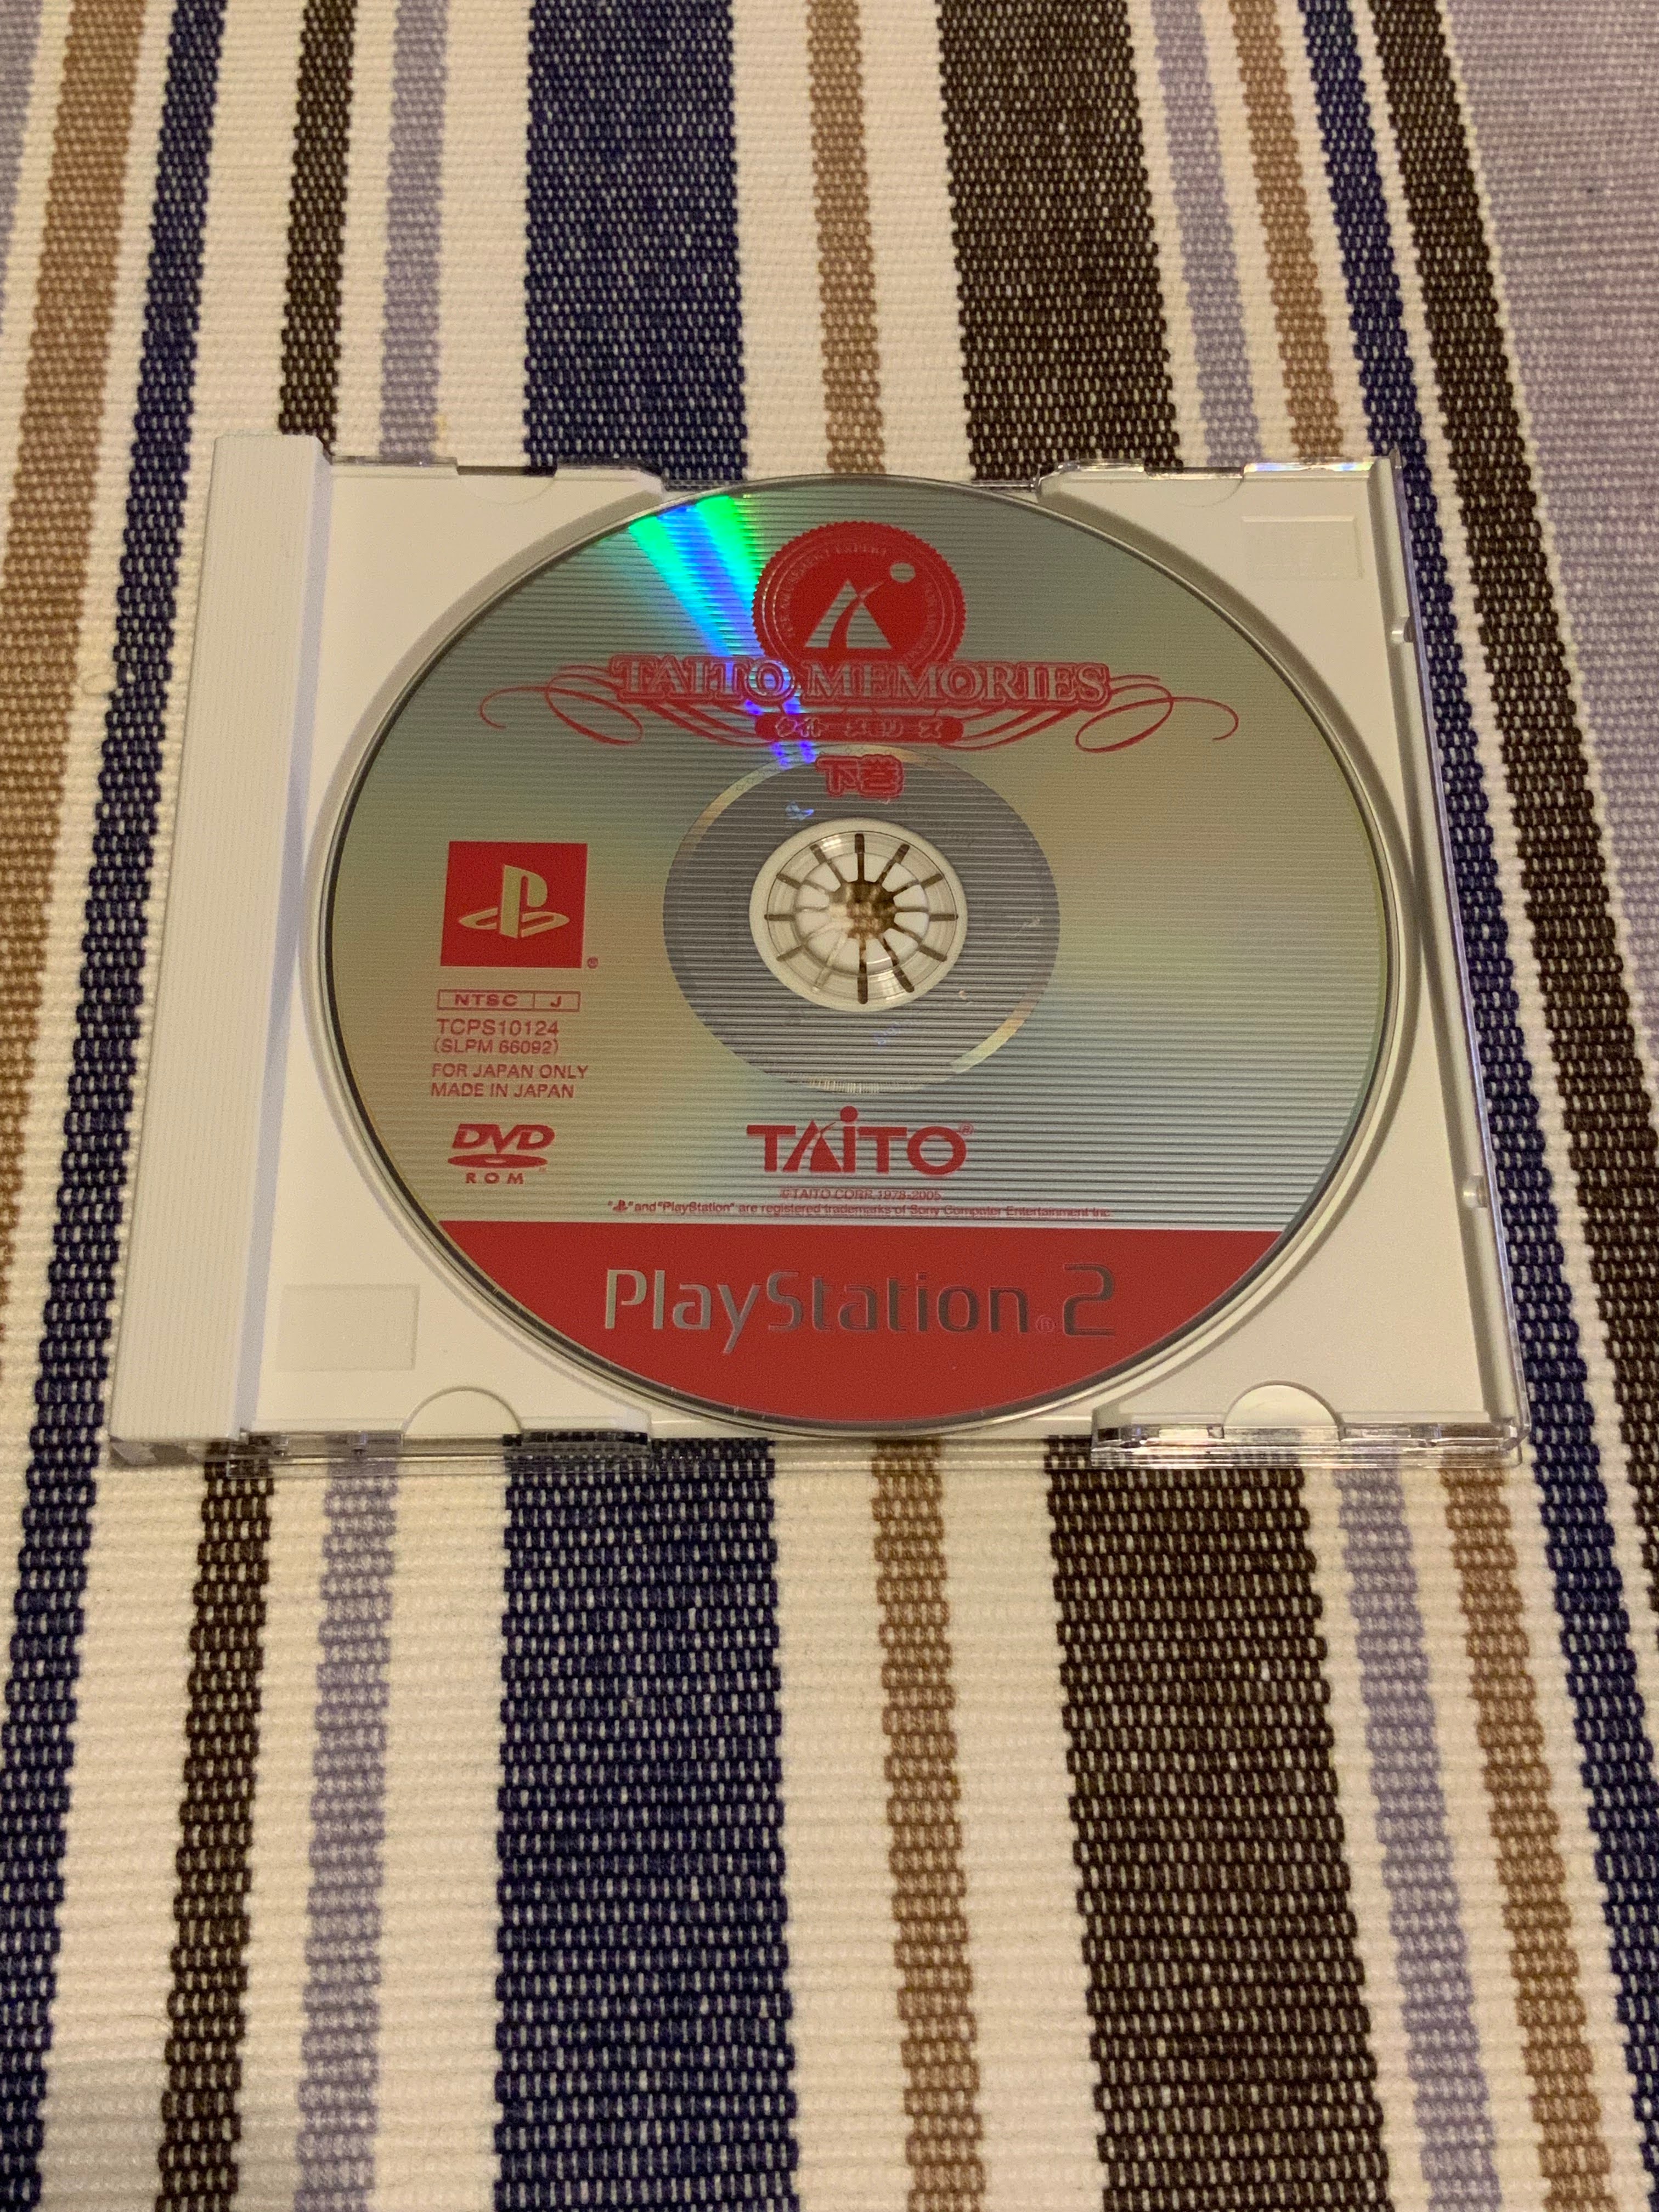 TAITO MEMORIES
タイトーメモリーズ
下巻
®
NTSC J
TCPS10124
(SLPM 66092)
FOR JAPAN ONLY
MADE IN JAPAN
DVD
ROM
TAITO®
©TAITO CORP. 1978-2005
" " and "PlayStation" are registered trademarks of Sony Computer Entertainment Inc.
PlayStation®2